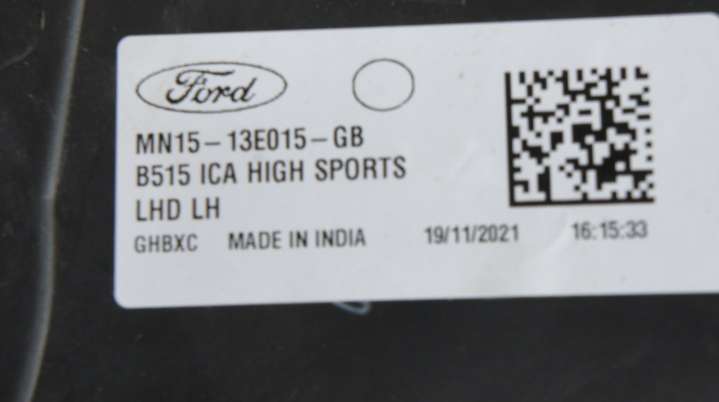 Ford
MN15-13E015-GB
B515 ICA HIGH SPORTS
LHD LH
GHBXC MADE IN INDIA 19/11/2021 16:15:33